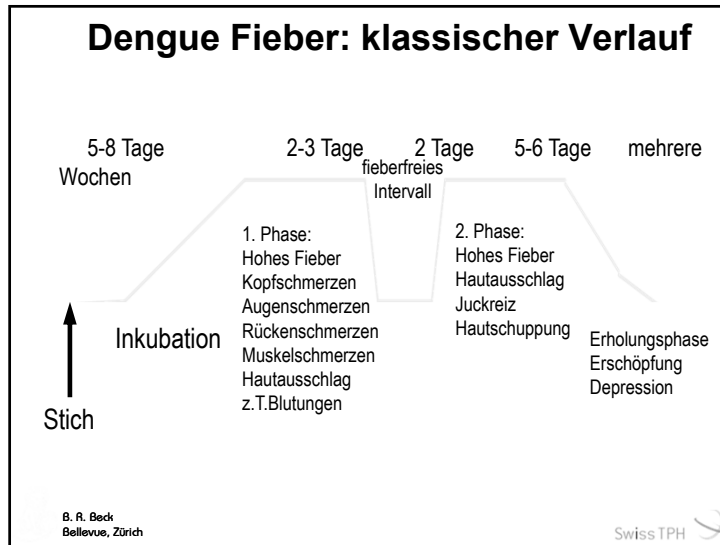 Dengue Fieber: klassischer Verlauf
5-8 Tage 2-3 Tage 2 Tage 5-6 Tage mehrere
Wochen
fieberfreies
Intervall
1. Phase:
Hohes Fieber
Kopfschmerzen
Augenschmerzen
Rückenschmerzen
Muskelschmerzen
Hautausschlag
z.T.Blutungen
2. Phase:
Hohes Fieber
Hautausschlag
Juckreiz
Hautschuppung
Inkubation
Erholungsphase
Erschöpfung
Depression
Stich
B. R. Beck
Bellevue, Zürich
Swiss TPH